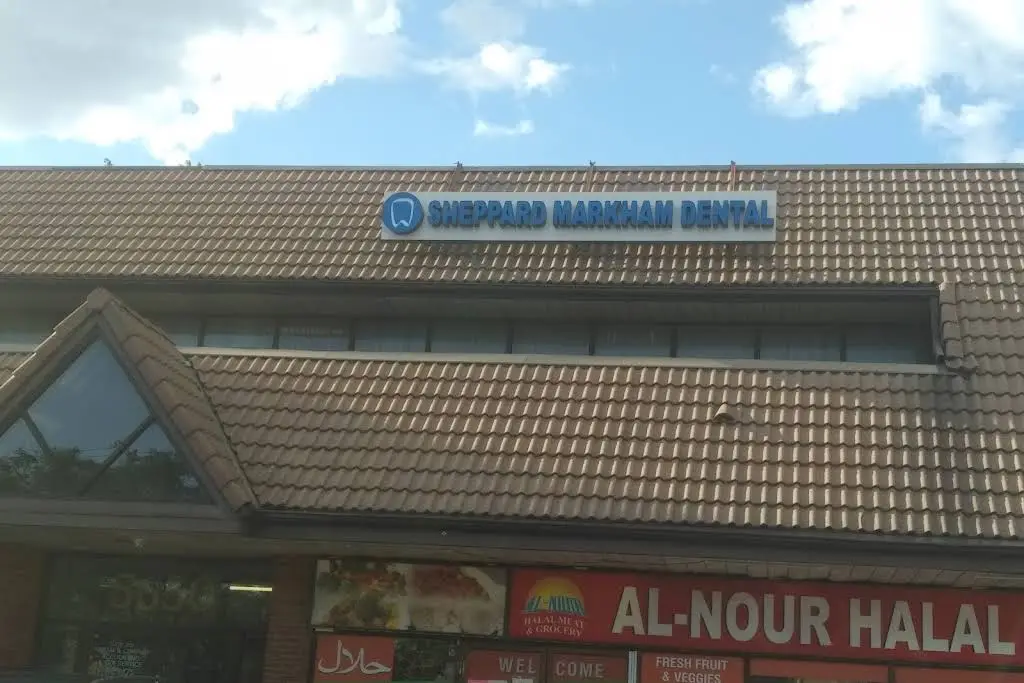 SHEPPARD MARKHAM DENTAL
AL-NOUR
HALAL MEAT
& GROCERY
AL-NOUR HALAL
حلال
WEL COME
FRESH FRUIT
& VEGGIES